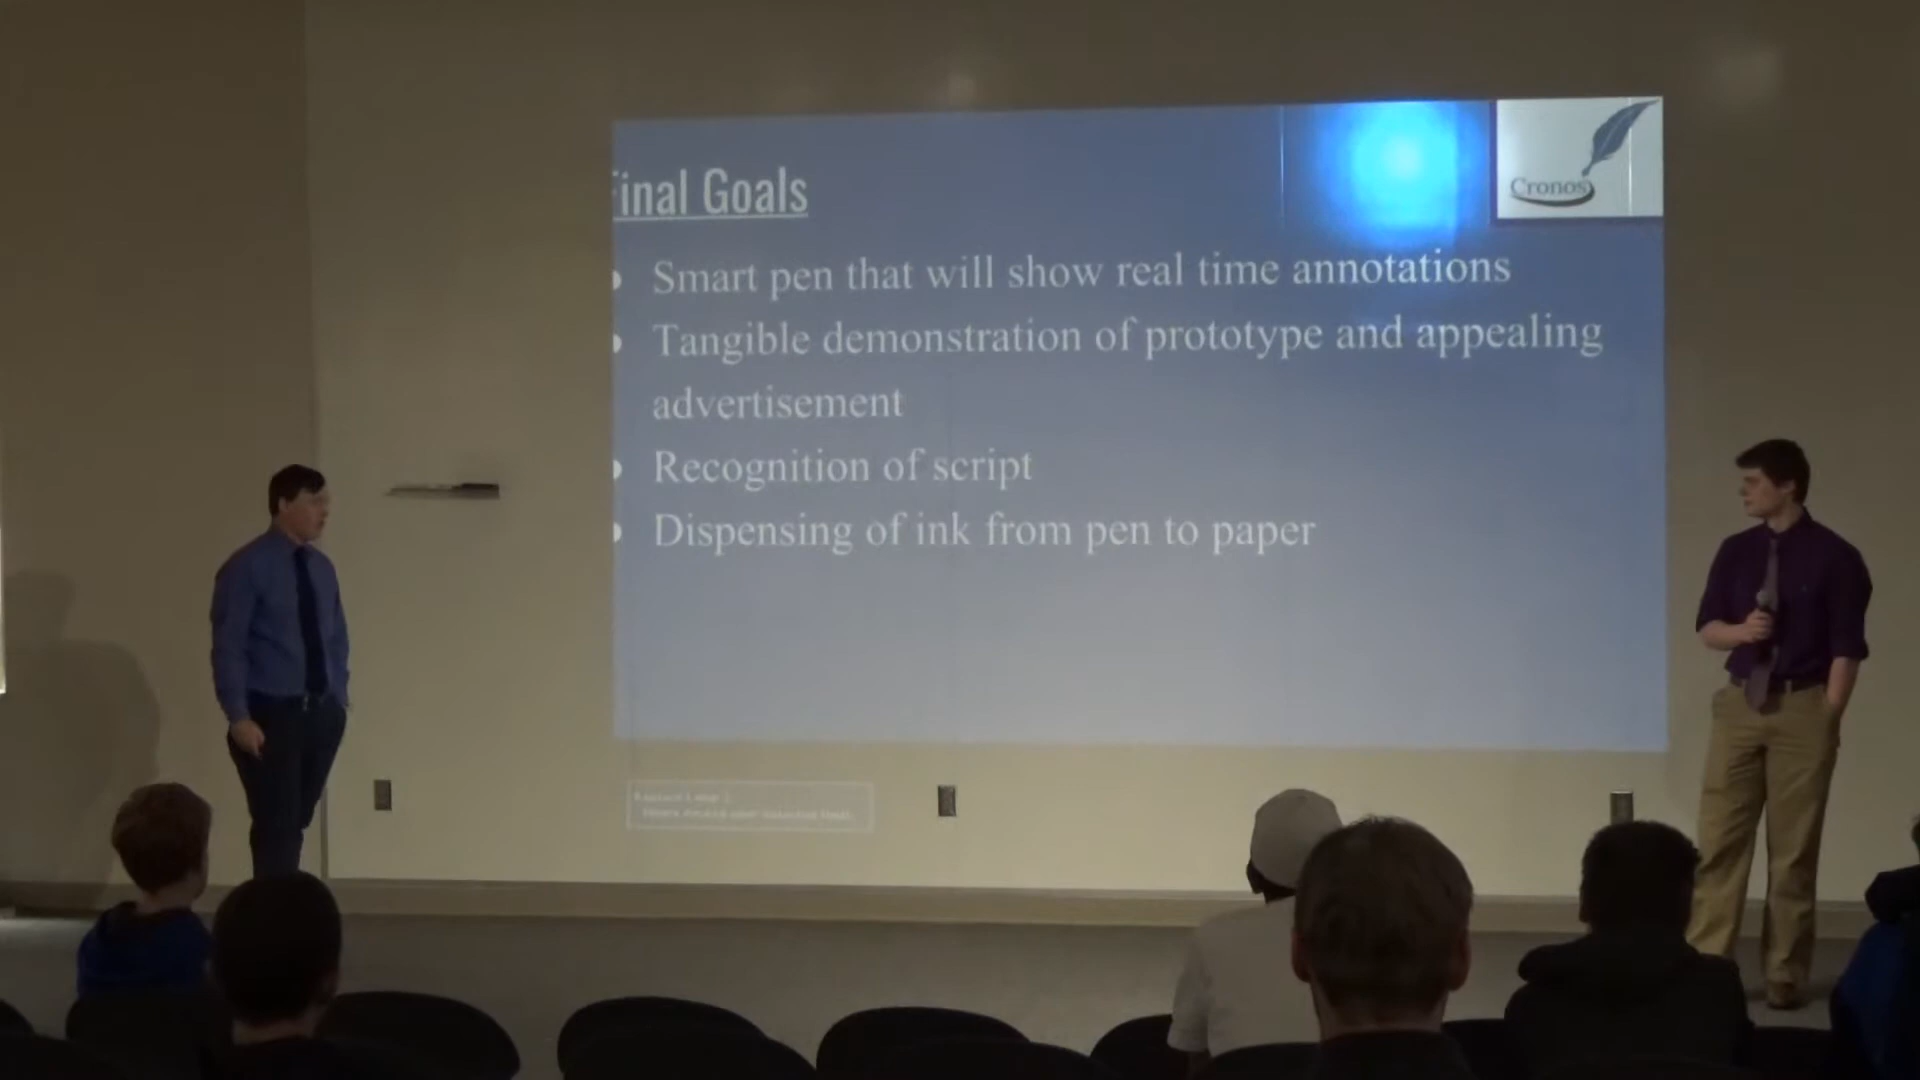 inal Goals
Cronos
Smart pen that will show real time annotations
Tangible demonstration of prototype and appealing
advertisement
Recognition of script
Dispensing of ink from pen to paper